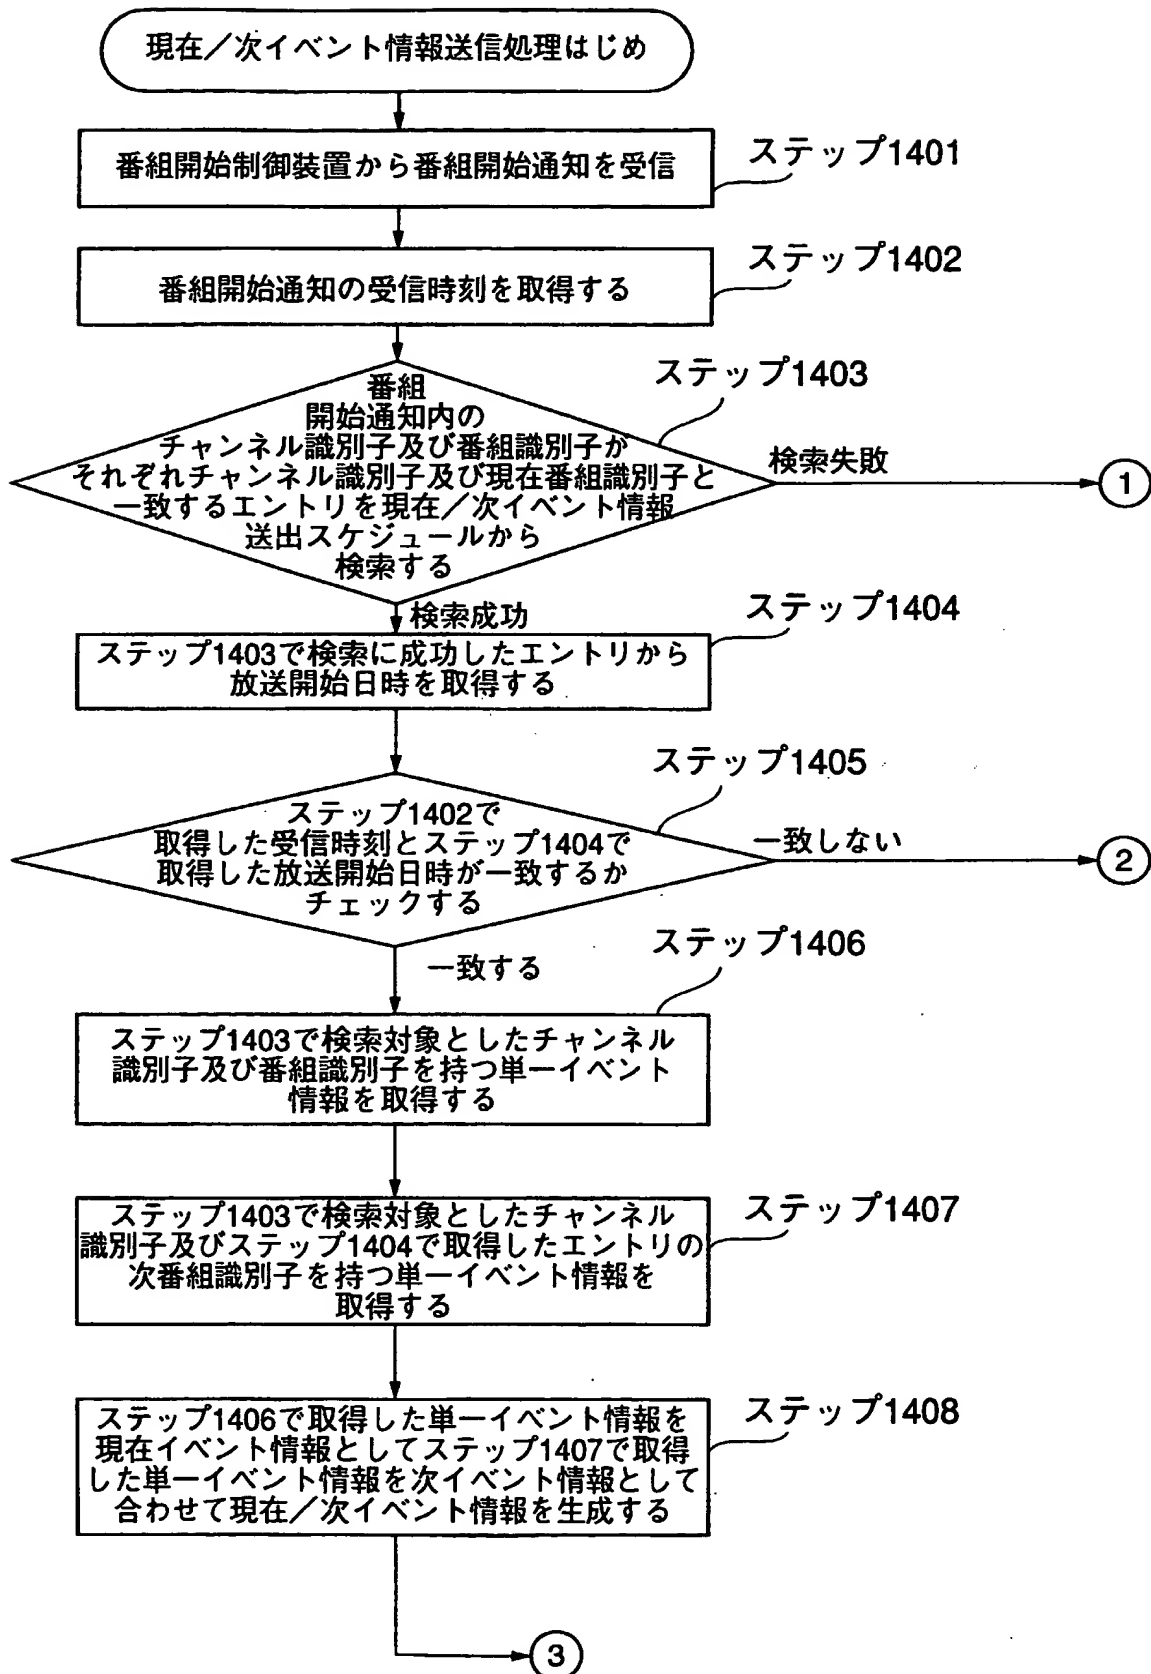 現在／次イベント情報送信処理はじめ
番組開始制御装置から番組開始通知を受信
ステップ1401
番組開始通知の受信時刻を取得する
ステップ1402
番組
開始通知内の
チャンネル識別子及び番組識別子が
それぞれチャンネル識別子及び現在番組識別子と
一致するエントリを現在／次イベント情報
送出スケジュールから
検索する
ステップ1403
検索失敗
1
検索成功
ステップ1403で検索に成功したエントリから
放送開始日時を取得する
ステップ1404
ステップ1402で
取得した受信時刻とステップ1404で
取得した放送開始日時が一致するか
チェックする
ステップ1405
一致しない
2
一致する
ステップ1403で検索対象としたチャンネル
識別子及び番組識別子を持つ単一イベント
情報を取得する
ステップ1406
ステップ1403で検索対象としたチャンネル
識別子及びステップ1404で取得したエントリの
次番組識別子を持つ単一イベント情報を
取得する
ステップ1407
ステップ1406で取得した単一イベント情報を
現在イベント情報としてステップ1407で取得
した単一イベント情報を次イベント情報として
合わせて現在／次イベント情報を生成する
ステップ1408
3